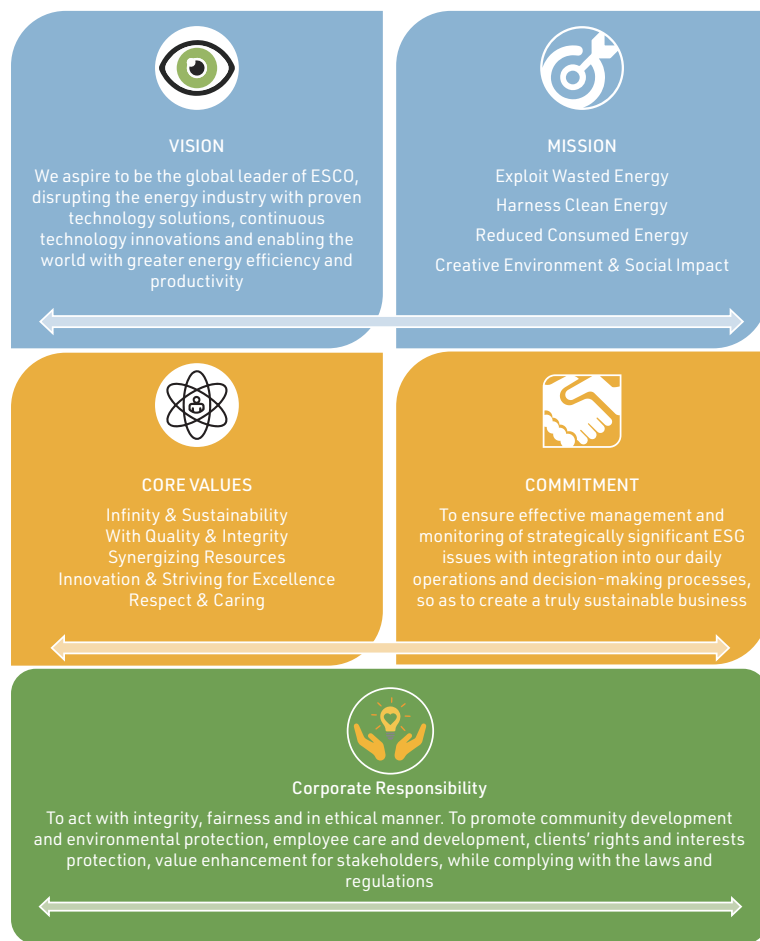 VISION
We aspire to be the global leader of ESCO,
disrupting the energy industry with proven
technology solutions, continuous
technology innovations and enabling the
world with greater energy efficiency and
productivity
MISSION
Exploit Wasted Energy
Harness Clean Energy
Reduced Consumed Energy
Creative Environment & Social Impact
CORE VALUES
Infinity & Sustainability
With Quality & Integrity
Synergizing Resources
Innovation & Striving for Excellence
Respect & Caring
COMMITMENT
To ensure effective management and
monitoring of strategically significant ESG
issues with integration into our daily
operations and decision-making processes,
so as to create a truly sustainable business
Corporate Responsibility
To act with integrity, fairness and in ethical manner. To promote community development
and environmental protection, employee care and development, clients’ rights and interests
protection, value enhancement for stakeholders, while complying with the laws and
regulations